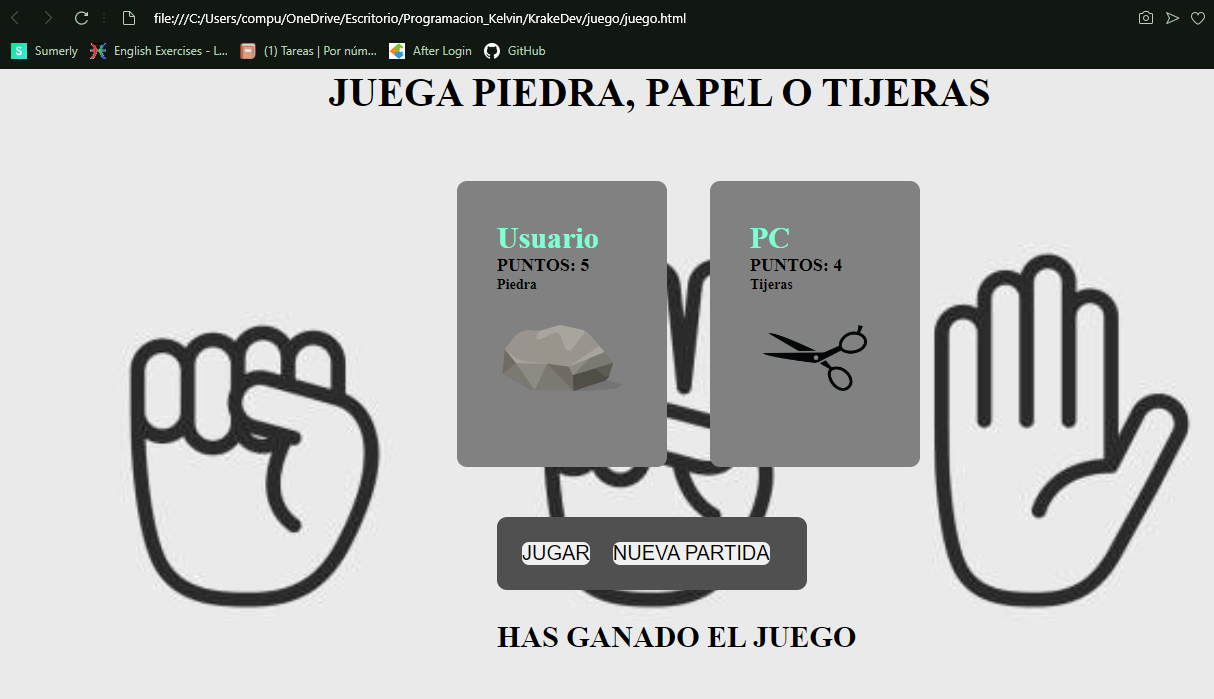 file:///C:/Users/compu/OneDrive/Escritorio/Programacion_Kelvin/KrakeDev/juego/juego.html
S Sumerly English Exercises - L... (1) Tareas | Por núm... After Login GitHub
JUEGA PIEDRA, PAPEL O TIJERAS
Usuario
PUNTOS: 5
Piedra
PC
PUNTOS: 4
Tijeras
JUGAR NUEVA PARTIDA
HAS GANADO EL JUEGO